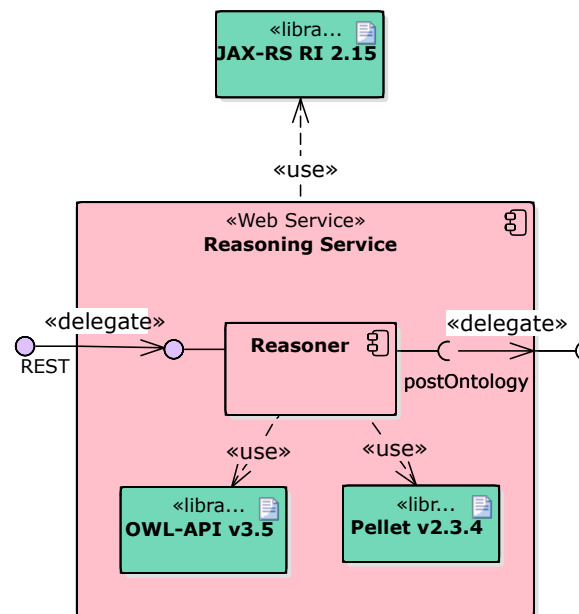 «libra...
JAX-RS RI 2.15
«use»
«Web Service»
Reasoning Service
«delegate»
REST
Reasoner
«delegate»
postOntology
«use»
«use»
«libra...
OWL-API v3.5
«libr...
Pellet v2.3.4